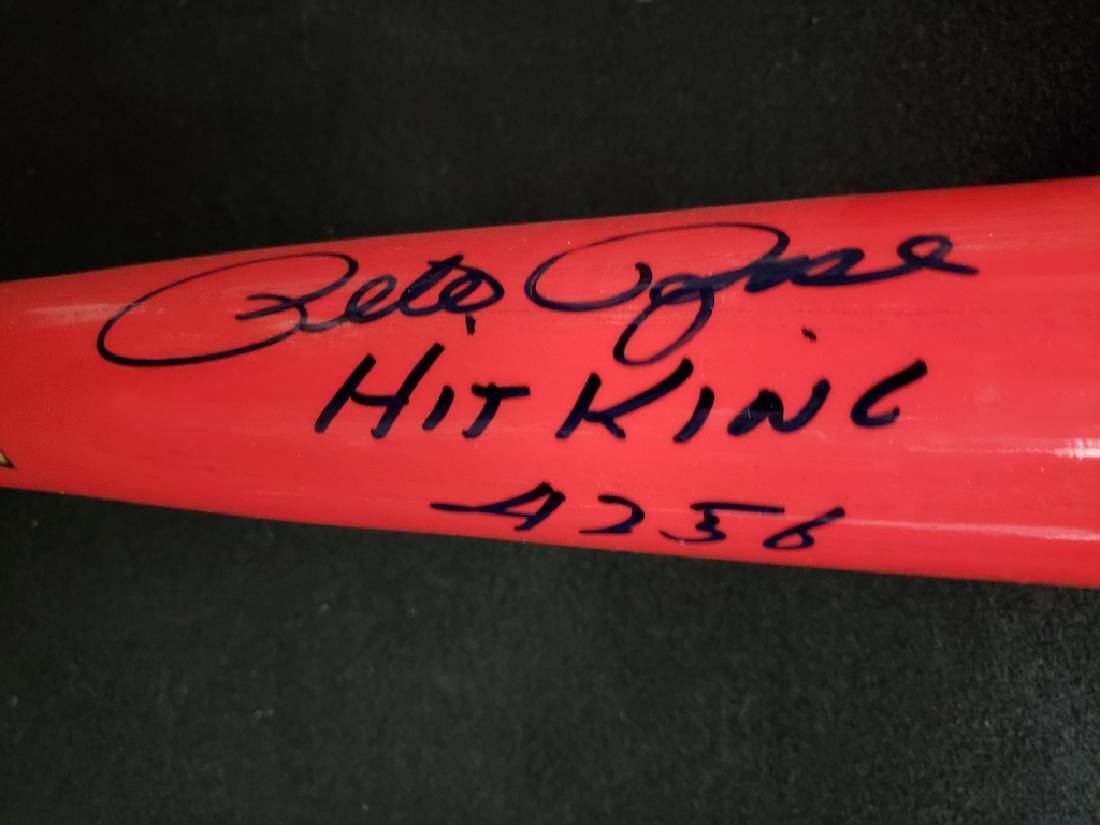 Pete Rose
HIT KING
4256